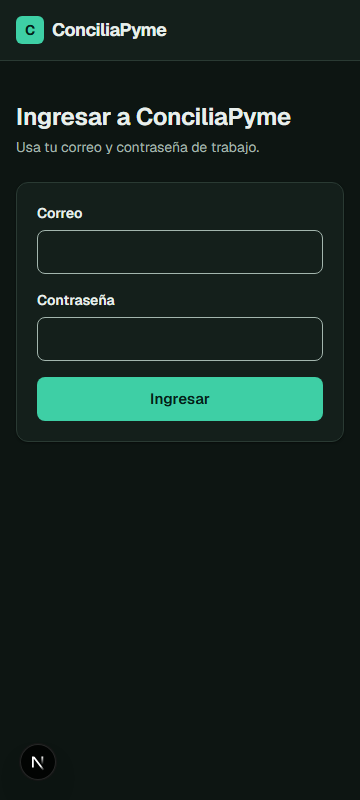 C ConciliaPyme
Ingresar a ConciliaPyme
Usa tu correo y contraseña de trabajo.
Correo
Contraseña
Ingresar
N